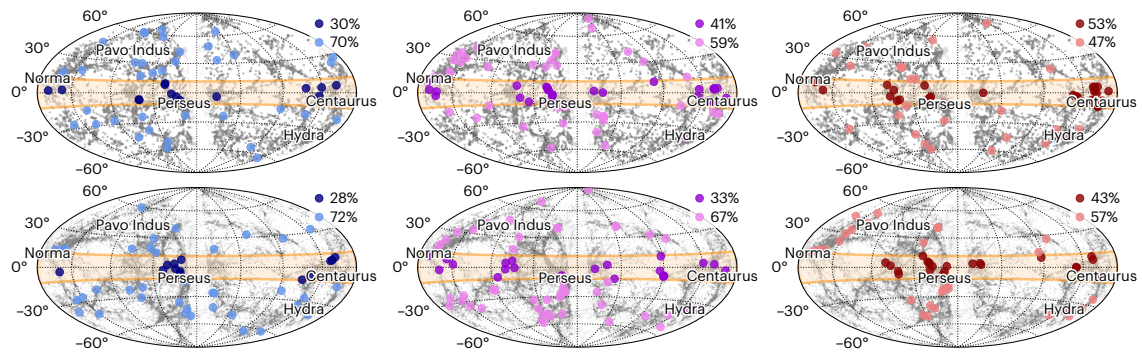 60° 30% 60° 41% 60° 53%
30° 70% 30° 59% 30° 47%
Pavo Indus Pavo Indus Pavo Indus
Norma Norma Norma
0° Perseus Centaurus 0° Perseus Centaurus 0° Perseus Centaurus
−30° Hydra −30° Hydra −30° Hydra
−60° −60° −60°
60° 28% 60° 33% 60° 43%
30° 72% 30° 67% 30° 57%
Pavo Indus Pavo Indus Pavo Indus
Norma Norma Norma
0° Perseus Centaurus 0° Perseus Centaurus 0° Perseus Centaurus
−30° Hydra −30° Hydra −30° Hydra
−60° −60° −60°